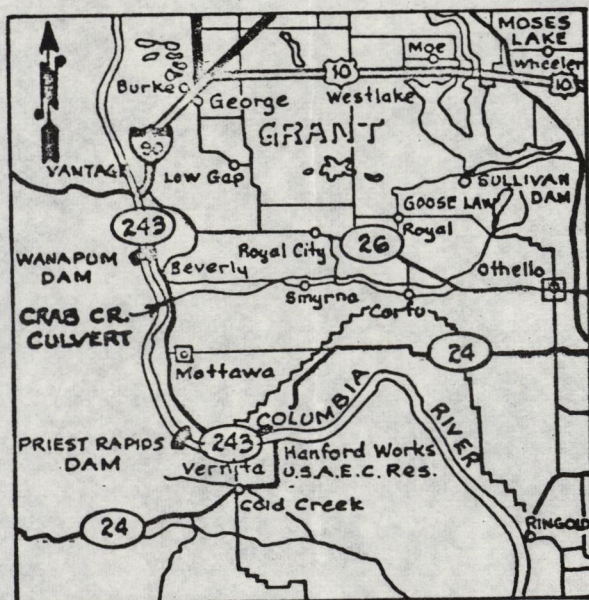 MOSES
LAKE
Moe
Wheeler
10
10
Burke
George
Westlake
GRANT
90
VANTAGE
Low Gap
SULLIVAN
DAM
GOOSE LAKE
243
Royal
Royal City
26
WANAPUM
DAM
Beverly
Othello
Smyrna
Corfu
CRAB CR.
CULVERT
24
Mattawa
COLUMBIA
RIVER
PRIEST RAPIDS
DAM
243
Hanford Works
U.S.A.E.C. Res.
Vernita
Cold Creek
24
RINGOLD